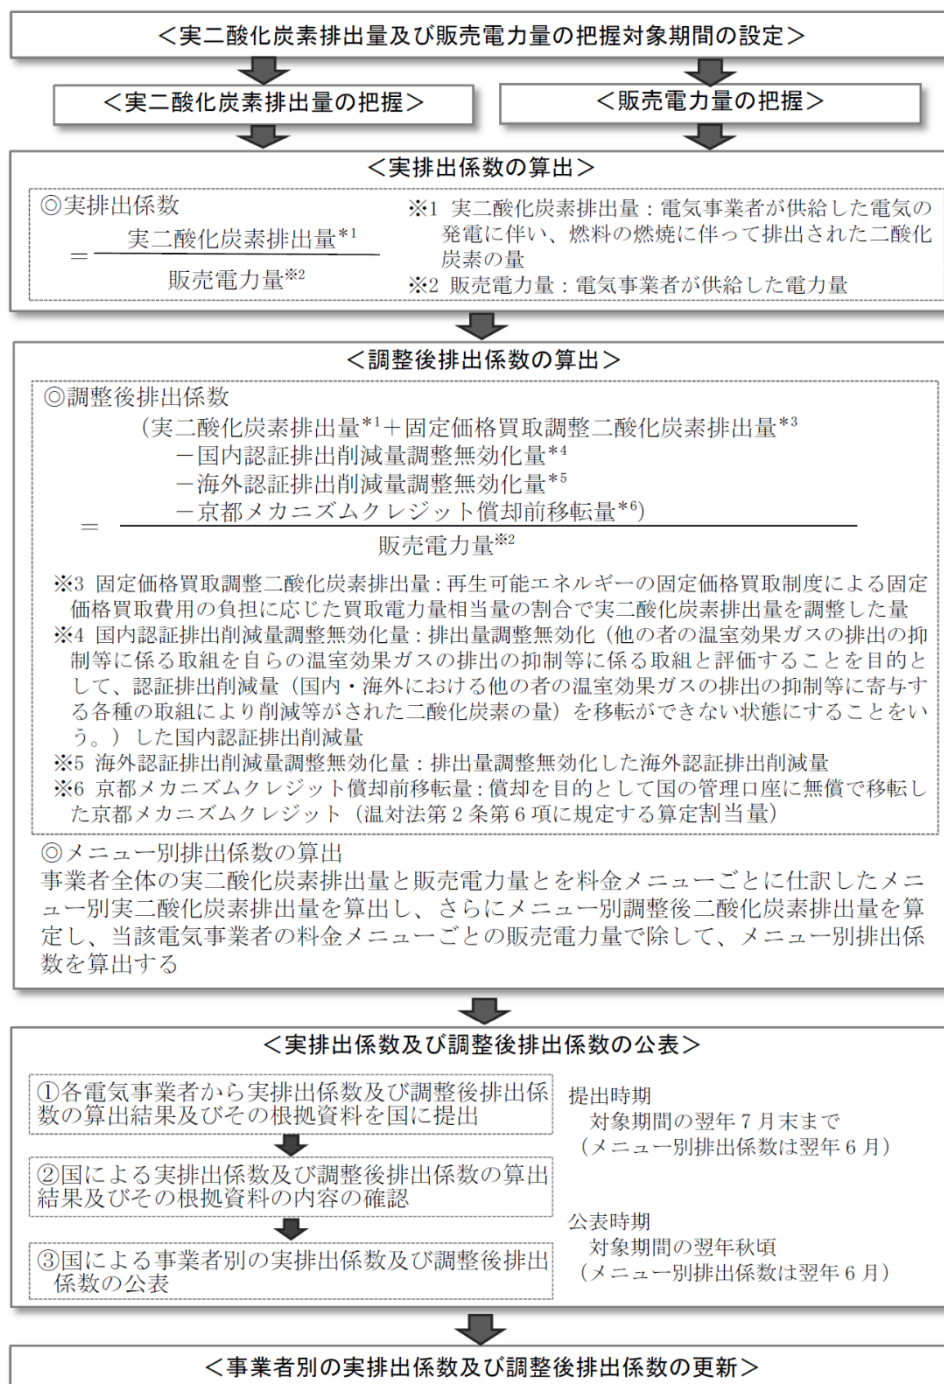 ＜実二酸化炭素排出量及び販売電力量の把握対象期間の設定＞
＜実二酸化炭素排出量の把握＞
＜販売電力量の把握＞
＜実排出係数の算出＞
◎実排出係数
＝
実二酸化炭素排出量*1
販売電力量※2
※1 実二酸化炭素排出量：電気事業者が供給した電気の
発電に伴い、燃料の燃焼に伴って排出された二酸化
炭素の量
※2 販売電力量：電気事業者が供給した電力量
＜調整後排出係数の算出＞
◎調整後排出係数
（実二酸化炭素排出量*1＋固定価格買取調整二酸化炭素排出量*3
－国内認証排出削減量調整無効化量*4
－海外認証排出削減量調整無効化量*5
－京都メカニズムクレジット償却前移転量*6）
＝
販売電力量※2
※3 固定価格買取調整二酸化炭素排出量：再生可能エネルギーの固定価格買取制度による固定
価格買取費用の負担に応じた買取電力量相当量の割合で実二酸化炭素排出量を調整した量
※4 国内認証排出削減量調整無効化量：排出量調整無効化（他の者の温室効果ガスの排出の抑
制等に係る取組を自らの温室効果ガスの排出の抑制等に係る取組と評価することを目的と
して、認証排出削減量（国内・海外における他の者の温室効果ガスの排出の抑制等に寄与す
る各種の取組により削減等がされた二酸化炭素の量）を移転ができない状態にすることをい
う。）した国内認証排出削減量
※5 海外認証排出削減量調整無効化量：排出量調整無効化した海外認証排出削減量
※6 京都メカニズムクレジット償却前移転量：償却を目的として国の管理口座に無償で移転し
た京都メカニズムクレジット（温対法第２条第６項に規定する算定割当量）
◎メニュー別排出係数の算出
事業者全体の実二酸化炭素排出量と販売電力量とを料金メニューごとに仕訳したメニ
ュー別実二酸化炭素排出量を算出し、さらにメニュー別調整後二酸化炭素排出量を算
定し、当該電気事業者の料金メニューごとの販売電力量で除して、メニュー別排出係
数を算出する
＜実排出係数及び調整後排出係数の公表＞
①各電気事業者から実排出係数及び調整後排出係
数の算出結果及びその根拠資料を国に提出
提出時期
対象期間の翌年７月末まで
（メニュー別排出係数は翌年６月）
②国による実排出係数及び調整後排出係数の算出
結果及びその根拠資料の内容の確認
③国による事業者別の実排出係数及び調整後排出
係数の公表
公表時期
対象期間の翌年秋頃
（メニュー別排出係数は翌年６月）
＜事業者別の実排出係数及び調整後排出係数の更新＞